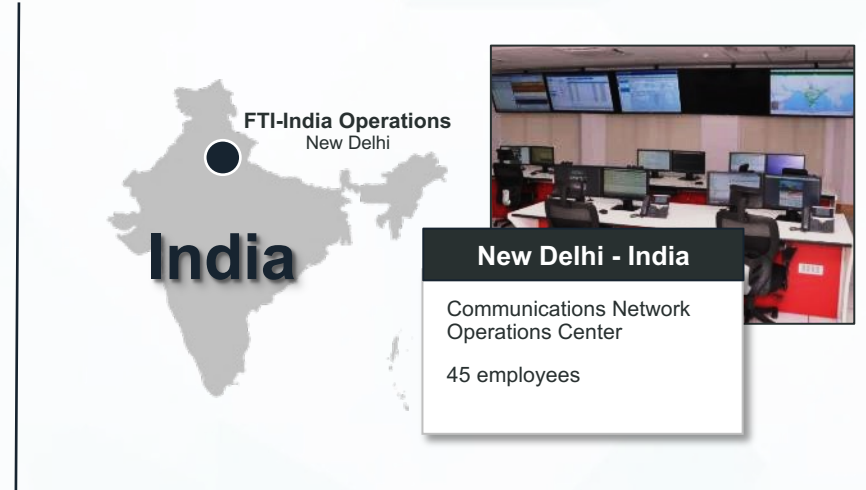 FTI-India Operations
New Delhi
India
New Delhi - India
Communications Network
Operations Center
45 employees